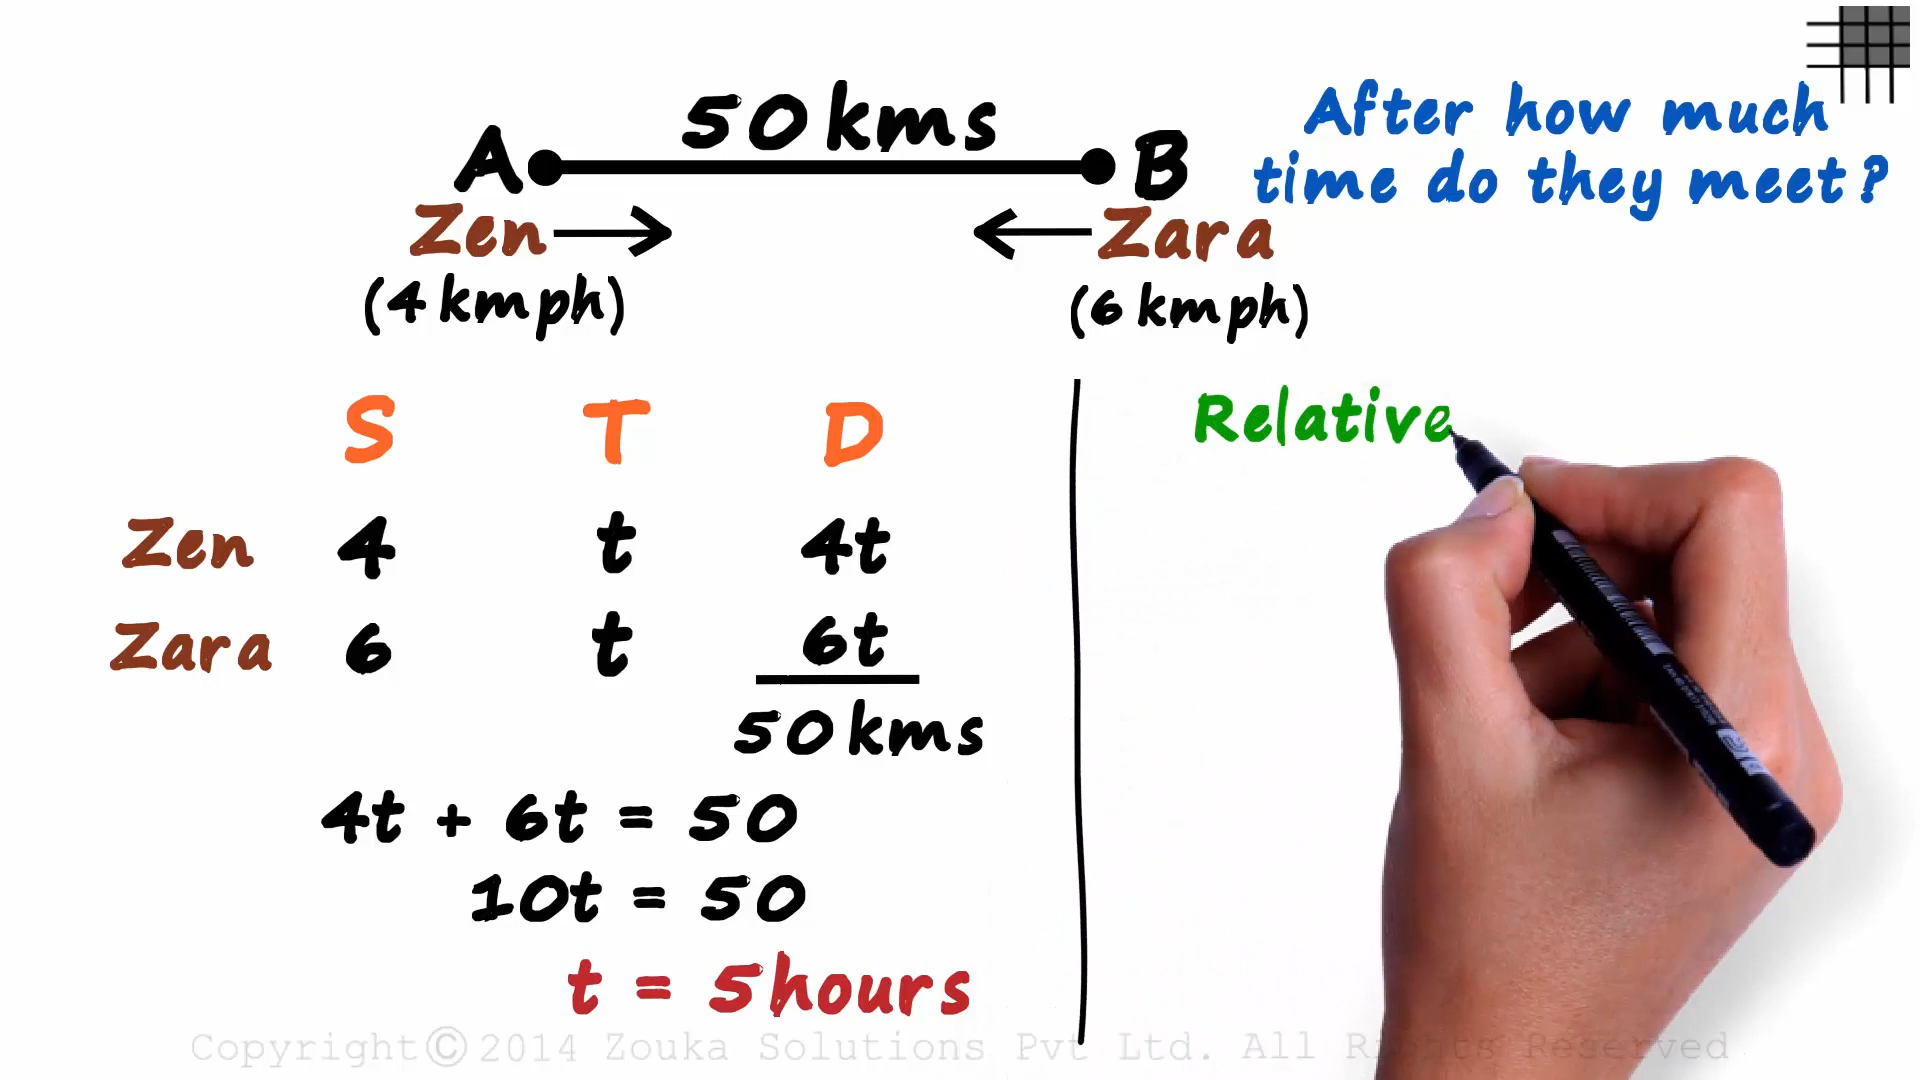 50 kms
A B
After how much
time do they meet?
Zen Zara
(4 kmph) (6 kmph)
S T D
Zen 4 t 4t
Zara 6 t 6t
50 kms
4t + 6t = 50
10t = 50
t = 5 hours
Relative
Copyright © 2014 Zouka Solutions Pvt Ltd. All Rights Reserved